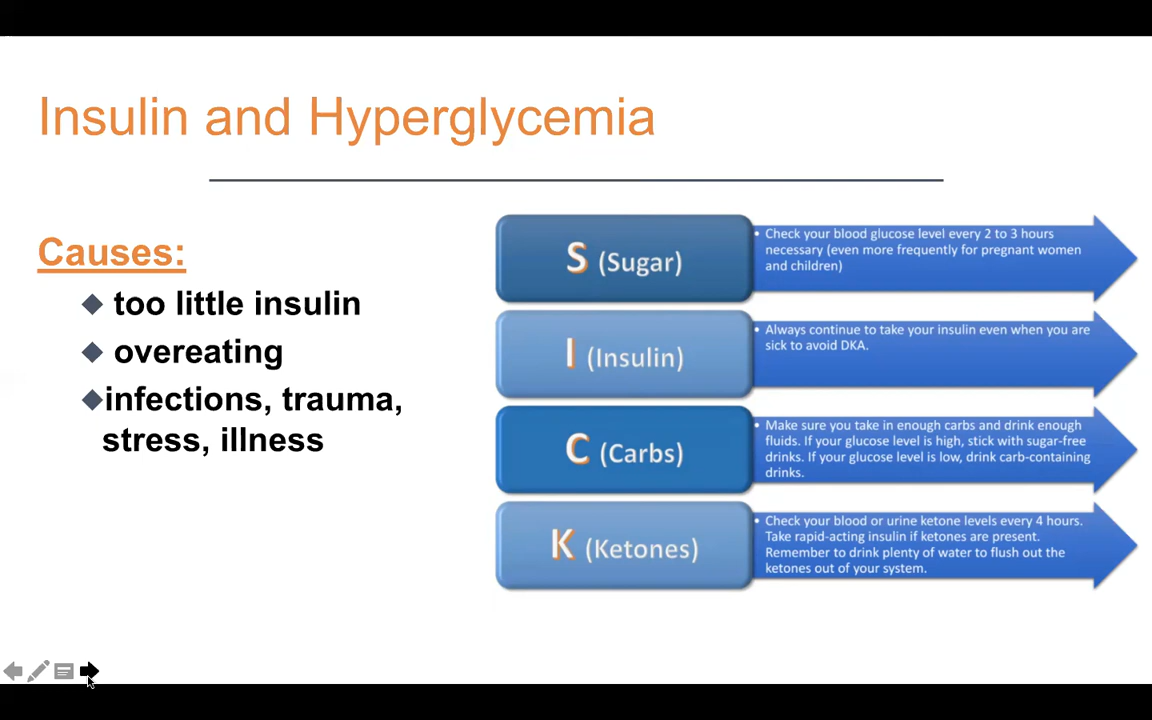 Insulin and Hyperglycemia
Causes:
too little insulin
overeating
infections, trauma,
stress, illness
S (Sugar)
• Check your blood glucose level every 2 to 3 hours
necessary (even more frequently for pregnant women
and children)
I (Insulin)
• Always continue to take your insulin even when you are
sick to avoid DKA.
C (Carbs)
• Make sure you take in enough carbs and drink enough
fluids. If your glucose level is high, stick with sugar-free
drinks. If your glucose level is low, drink carb-containing
drinks.
K (Ketones)
• Check your blood or urine ketone levels every 4 hours.
Take rapid-acting insulin if ketones are present.
Remember to drink plenty of water to flush out the
ketones out of your system.